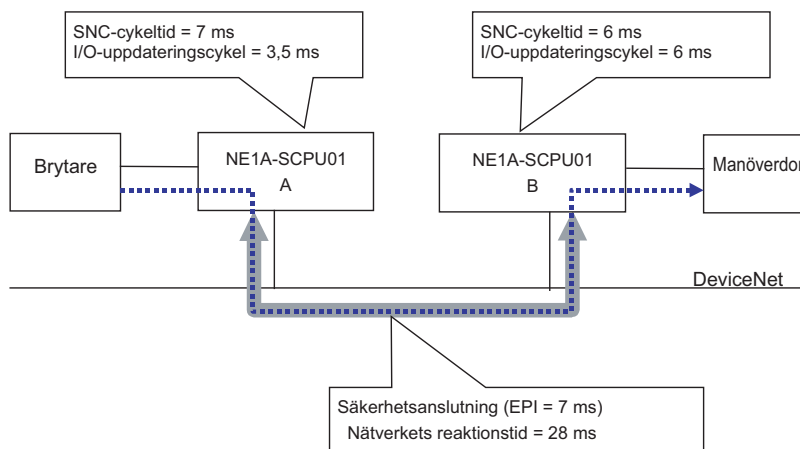 SNC-cykeltid = 7 ms
I/O-uppdateringscykel = 3,5 ms
SNC-cykeltid = 6 ms
I/O-uppdateringscykel = 6 ms
Brytare
NE1A-SCPU01
A
NE1A-SCPU01
B
Manöverdon
DeviceNet
Säkerhetsanslutning (EPI = 7 ms)
Nätverkets reaktionstid = 28 ms